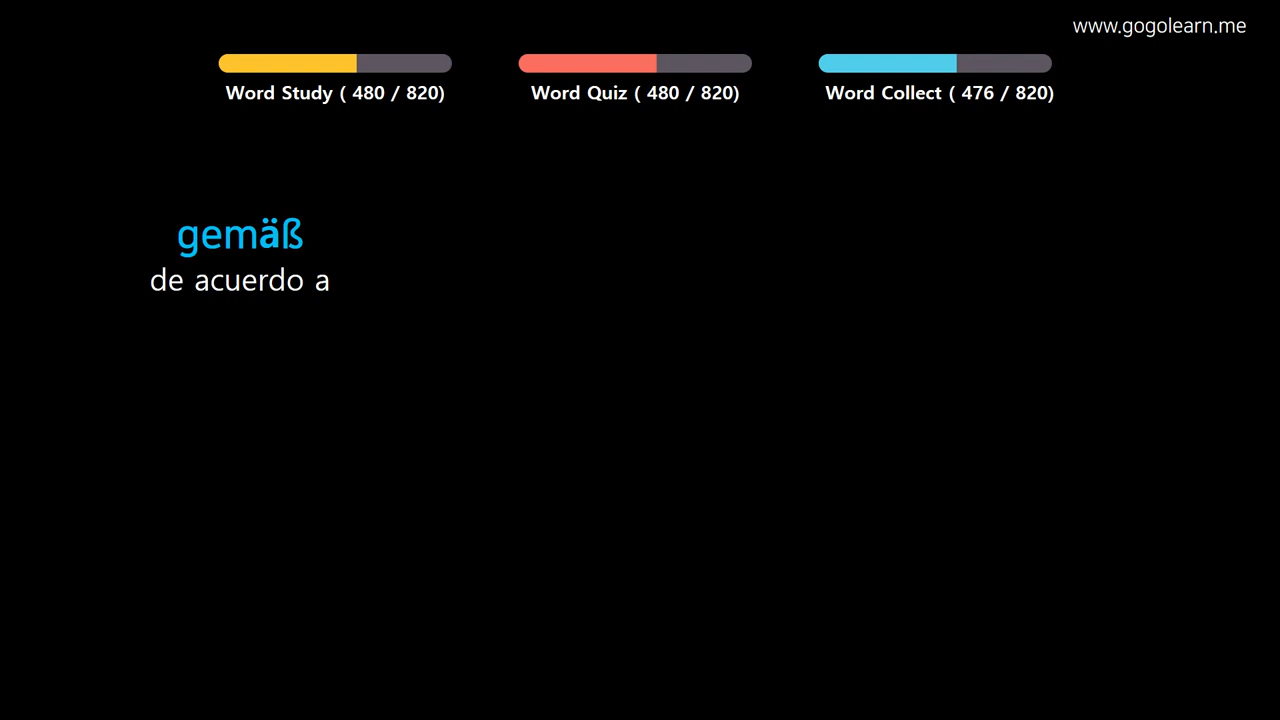 www.gogolearn.me
Word Study ( 480 / 820)
Word Quiz ( 480 / 820)
Word Collect ( 476 / 820)
gemäß
de acuerdo a